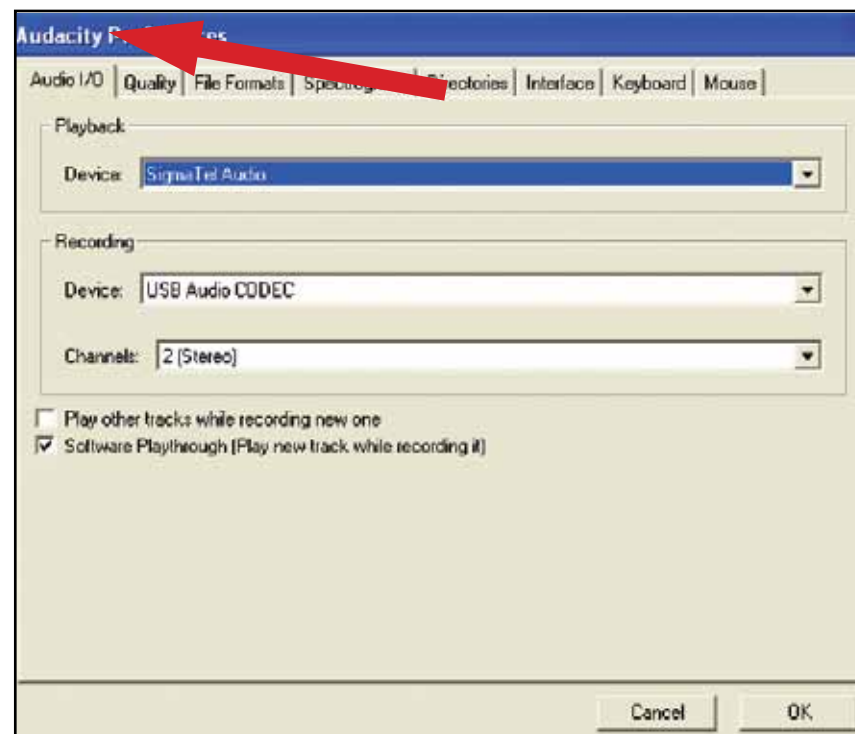 Audacity P es
Audio I/O Quality File Formats Spectrog ectories Interface Keyboard Mouse
Playback
Device: SigmaTel Audio
Recording
Device: USB Audio CODEC
Channels: 2 (Stereo)
Play other tracks while recording new one
Software Playthrough (Play new track while recording it)
Cancel OK